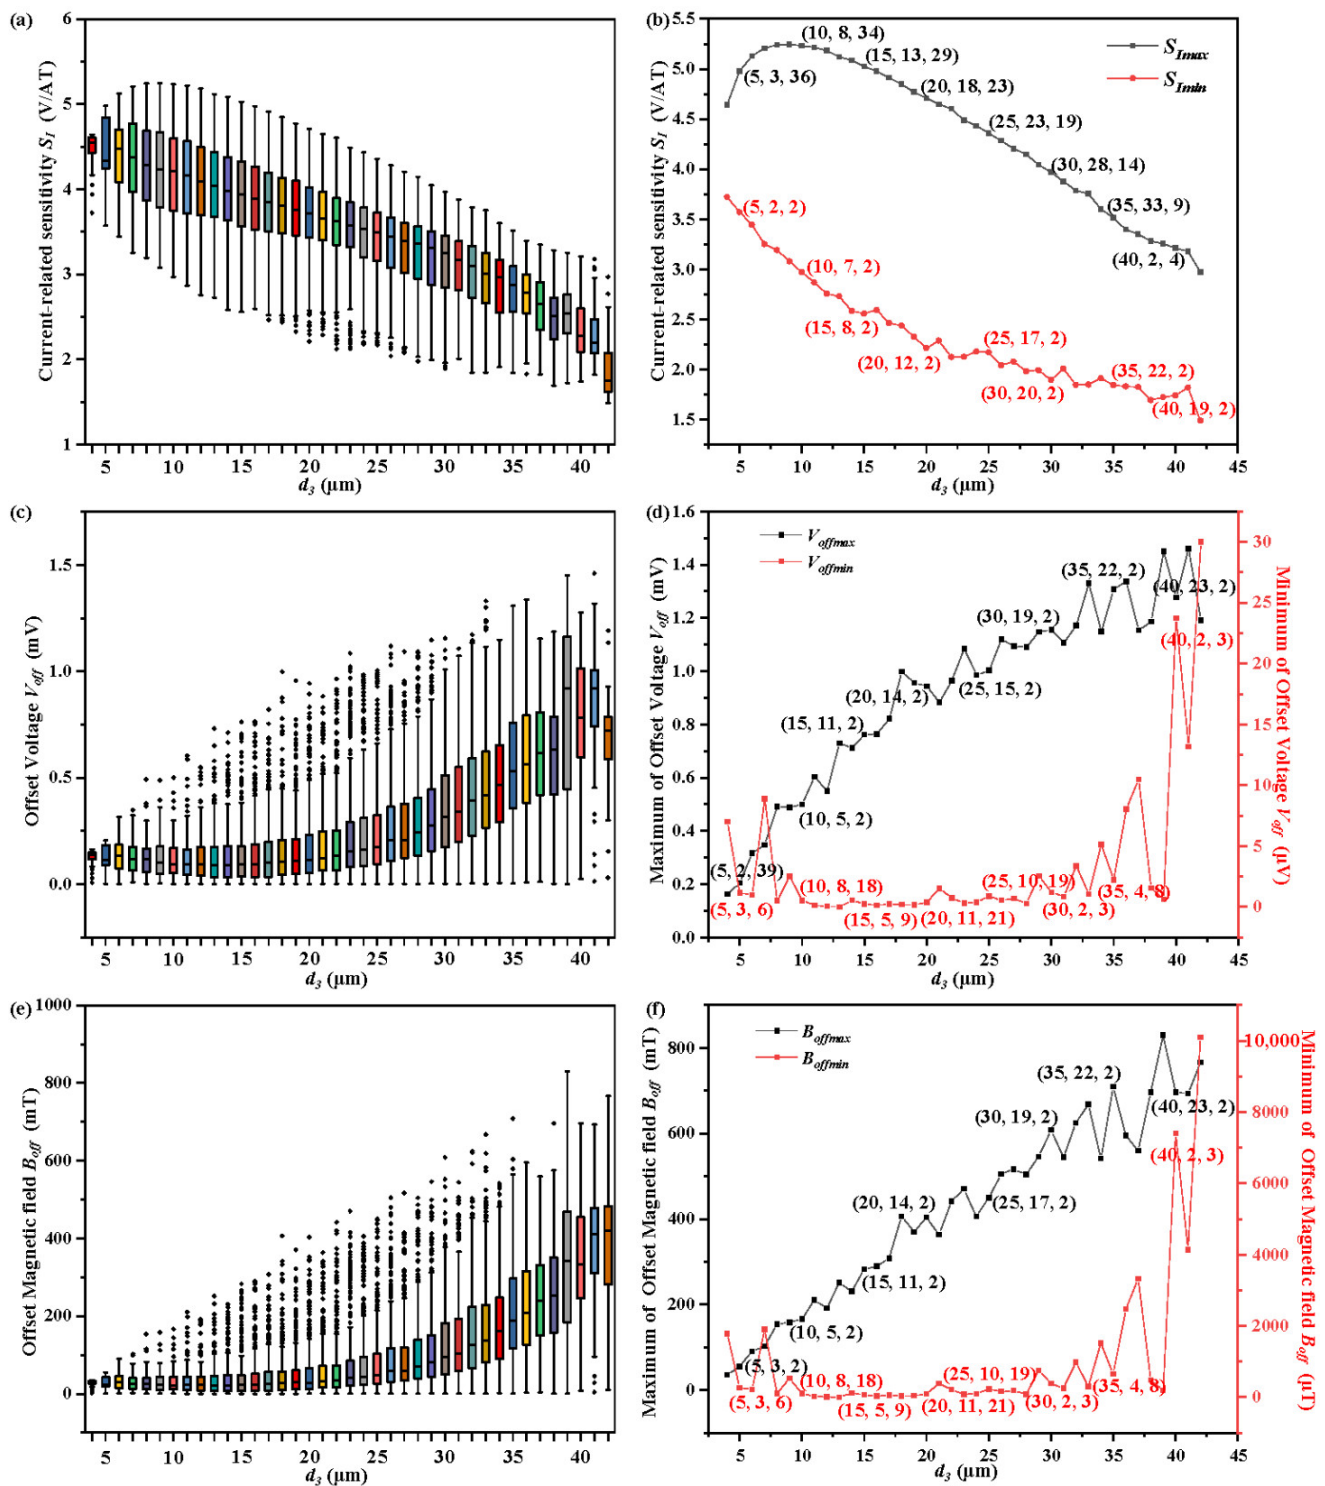 (a)
6
5
4
3
2
1
Current-related sensitivity S_I (V/AT)
5 10 15 20 25 30 35 40
d_3 (μm)
(b)
5.5
5.0
4.5
4.0
3.5
3.0
2.5
2.0
1.5
Current-related sensitivity S_I (V/AT)
S_Imax
S_Imin
(10, 8, 34)
(15, 13, 29)
(5, 3, 36)
(20, 18, 23)
(25, 23, 19)
(30, 28, 14)
(35, 33, 9)
(40, 2, 4)
(5, 2, 2)
(10, 7, 2)
(15, 8, 2)
(20, 12, 2)
(25, 17, 2)
(30, 20, 2)
(35, 22, 2)
(40, 19, 2)
5 10 15 20 25 30 35 40 45
d_3 (μm)
(c)
1.5
1.0
0.5
0.0
Offset Voltage V_off (mV)
5 10 15 20 25 30 35 40
d_3 (μm)
(d)
1.6
1.4
1.2
1.0
0.8
0.6
0.4
0.2
0.0
Maximum of Offset Voltage V_off (mV)
V_offmax
V_offmin
(35, 22, 2)
(40, 23, 2)
(30, 19, 2)
(40, 2, 3)
(20, 14, 2)
(25, 15, 2)
(15, 11, 2)
(10, 5, 2)
(5, 2, 39)
(5, 3, 6)
(10, 8, 18)
(15, 5, 9)
(20, 11, 21)
(25, 10, 19)
(30, 2, 3)
(35, 4, 8)
30
25
20
15
10
5
0
Minimum of Offset Voltage V_off (μV)
5 10 15 20 25 30 35 40 45
d_3 (μm)
(e)
1000
800
600
400
200
0
Offset Magnetic field B_off (mT)
5 10 15 20 25 30 35 40
d_3 (μm)
(f)
800
600
400
200
0
Maximum of Offset Magnetic field B_off (mT)
B_offmax
B_offmin
(35, 22, 2)
(40, 23, 2)
(30, 19, 2)
(40, 2, 3)
(20, 14, 2)
(25, 17, 2)
(15, 11, 2)
(10, 5, 2)
(5, 3, 2)
(5, 3, 6)
(10, 8, 18)
(15, 5, 9)
(20, 11, 21)
(25, 10, 19)
(30, 2, 3)
(35, 4, 8)
10,000
8000
6000
4000
2000
0
Minimum of Offset Magnetic field B_off (μT)
5 10 15 20 25 30 35 40 45
d_3 (μm)